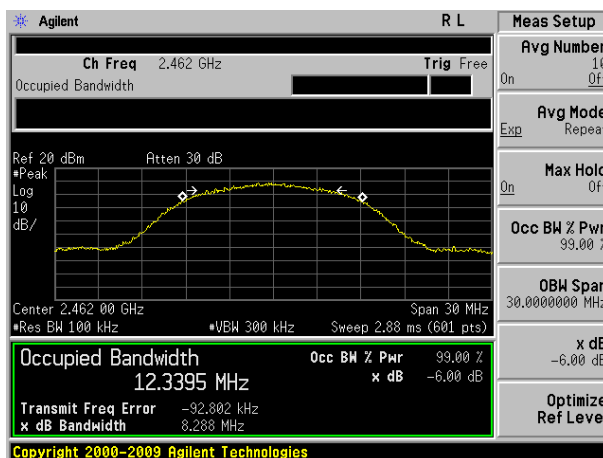 Agilent R L Meas Setup
Ch Freq 2.462 GHz Trig Free
Occupied Bandwidth
Avg Number
10
On Off
Avg Mode
Exp Repeat
Max Hold
On Off
Occ BW % Pwr
99.00 %
OBW Span
30.0000000 MHz
x dB
-6.00 dB
Optimize
Ref Level
Ref 20 dBm Atten 30 dB
#Peak
Log
10
dB/
Center 2.462 00 GHz Span 30 MHz
#Res BW 100 kHz #VBW 300 kHz Sweep 2.88 ms (601 pts)
Occupied Bandwidth Occ BW % Pwr 99.00 %
12.3395 MHz x dB -6.00 dB
Transmit Freq Error -92.802 kHz
x dB Bandwidth 8.288 MHz
Copyright 2000-2009 Agilent Technologies